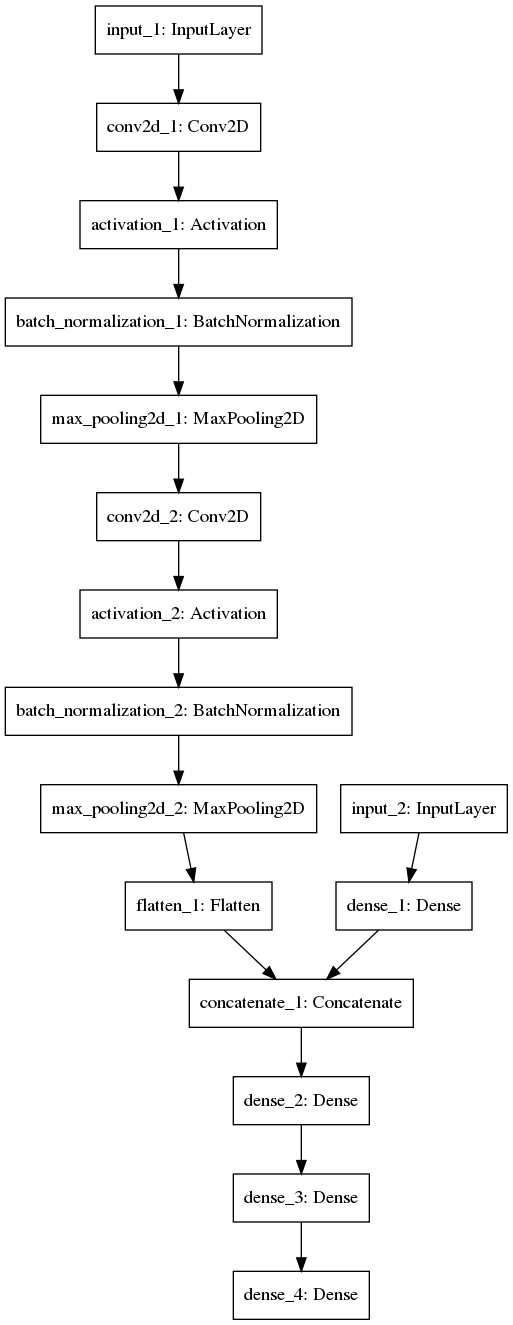 input_1: InputLayer
conv2d_1: Conv2D
activation_1: Activation
batch_normalization_1: BatchNormalization
max_pooling2d_1: MaxPooling2D
conv2d_2: Conv2D
activation_2: Activation
batch_normalization_2: BatchNormalization
max_pooling2d_2: MaxPooling2D
input_2: InputLayer
flatten_1: Flatten
dense_1: Dense
concatenate_1: Concatenate
dense_2: Dense
dense_3: Dense
dense_4: Dense